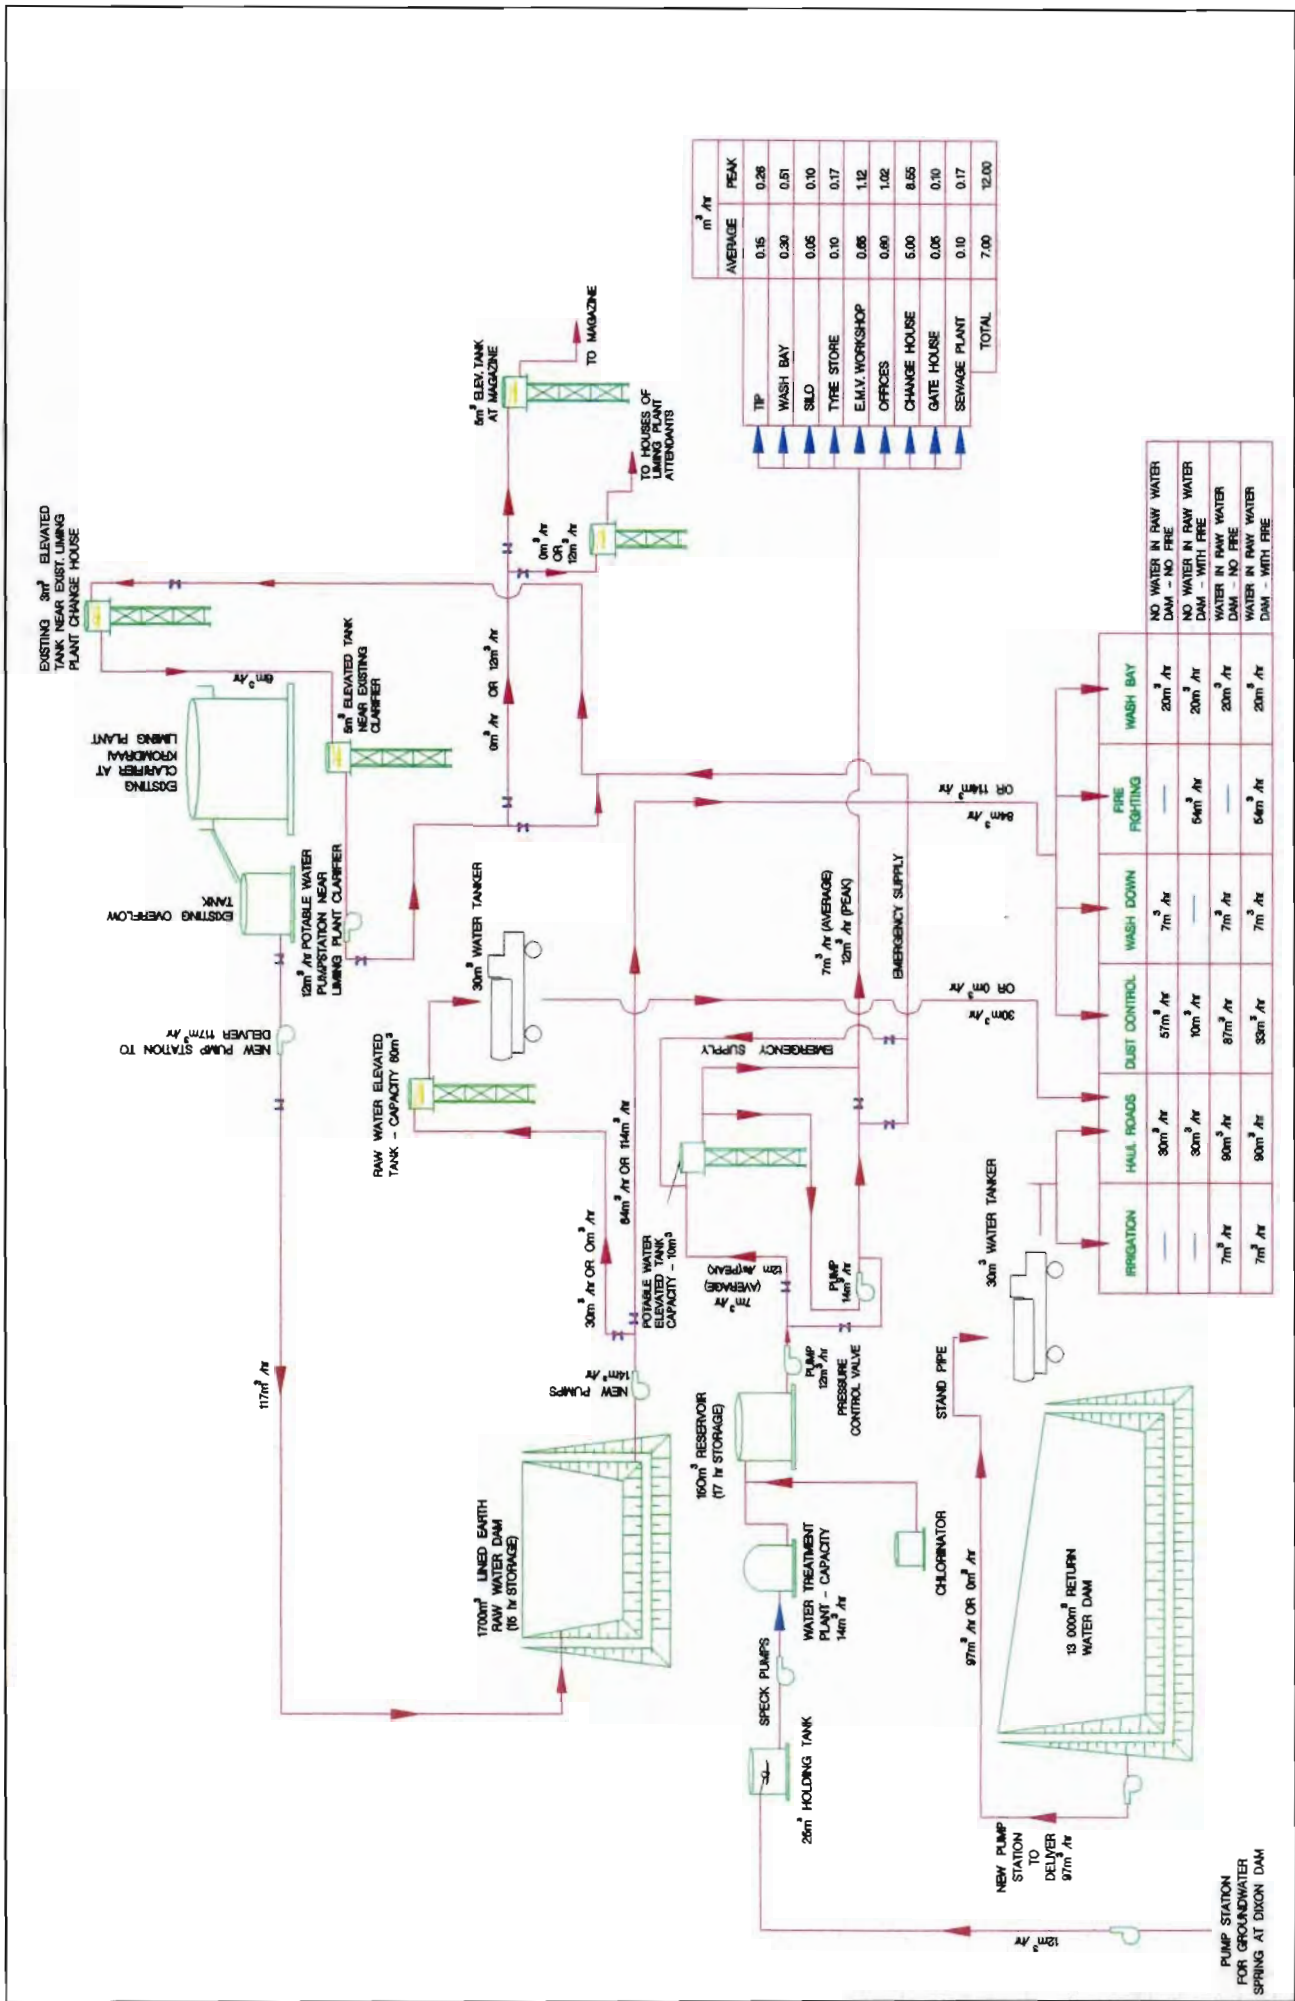 EXISTING 3m³ ELEVATED
TANK NEAR EXIST. LIMING
PLANT CHANGE HOUSE
EXISTING
CLARIFIER AT
KROMDRAAI
LIMING PLANT
6m³/hr
5m³ ELEVATED TANK
NEAR EXISTING
CLARIFIER
EXISTING OVERFLOW
TANK
12m³/hr POTABLE WATER
PUMPSTATION NEAR
LIMING PLANT CLARIFIER
NEW PUMP STATION TO
DELIVER 117m³/hr
117m³/hr
5m³ ELEV. TANK
AT MAGAZINE
TO MAGAZINE
0m³/hr
OR
12m³/hr
TO HOUSES OF
LIMING PLANT
ATTENDANTS
0m³/hr OR 12m³/hr
30m³ WATER TANKER
RAW WATER ELEVATED
TANK - CAPACITY 60m³
30m³/hr OR 0m³/hr
84m³/hr OR 114m³/hr
NEW PUMPS
14m³/hr
1700m³ LINED EARTH
RAW WATER DAM
(15 hr STORAGE)
84m³/hr
OR 114m³/hr
30m³/hr
OR 0m³/hr
POTABLE WATER
ELEVATED TANK
CAPACITY - 10m³
EMERGENCY SUPPLY
EMERGENCY SUPPLY
7m³/hr (AVERAGE)
12m³/hr (PEAK)
7m³/hr
(AVERAGE)
12m³/hr (PEAK)
PUMP
14m³/hr
PUMP
12m³/hr
PRESSURE
CONTROL VALVE
160m³ RESERVOIR
(17 hr STORAGE)
CHLORINATOR
WATER TREATMENT
PLANT - CAPACITY
14m³/hr
SPECK PUMPS
25m³ HOLDING TANK
12m³/hr
PUMP STATION
FOR GROUNDWATER
SPRING AT DIXON DAM
NEW PUMP
STATION
TO
DELIVER
97m³/hr
13 000m³ RETURN
WATER DAM
97m³/hr OR 0m³/hr
STAND PIPE
30m³ WATER TANKER
m³/hr
AVERAGE PEAK
TIP 0.15 0.26
WASH BAY 0.30 0.51
SILO 0.05 0.10
TYRE STORE 0.10 0.17
E.M.V. WORKSHOP 0.65 1.12
OFFICES 0.60 1.02
CHANGE HOUSE 5.00 8.55
GATE HOUSE 0.05 0.10
SEWAGE PLANT 0.10 0.17
TOTAL 7.00 12.00
IRRIGATION HAUL ROADS DUST CONTROL WASH DOWN FIRE FIGHTING WASH BAY
— 30m³/hr 57m³/hr 7m³/hr — 20m³/hr NO WATER IN RAW WATER DAM - NO FIRE
— 30m³/hr 10m³/hr — 54m³/hr 20m³/hr NO WATER IN RAW WATER DAM - WITH FIRE
7m³/hr 90m³/hr 87m³/hr 7m³/hr — 20m³/hr WATER IN RAW WATER DAM - NO FIRE
7m³/hr 90m³/hr 33m³/hr 7m³/hr 54m³/hr 20m³/hr WATER IN RAW WATER DAM - WITH FIRE